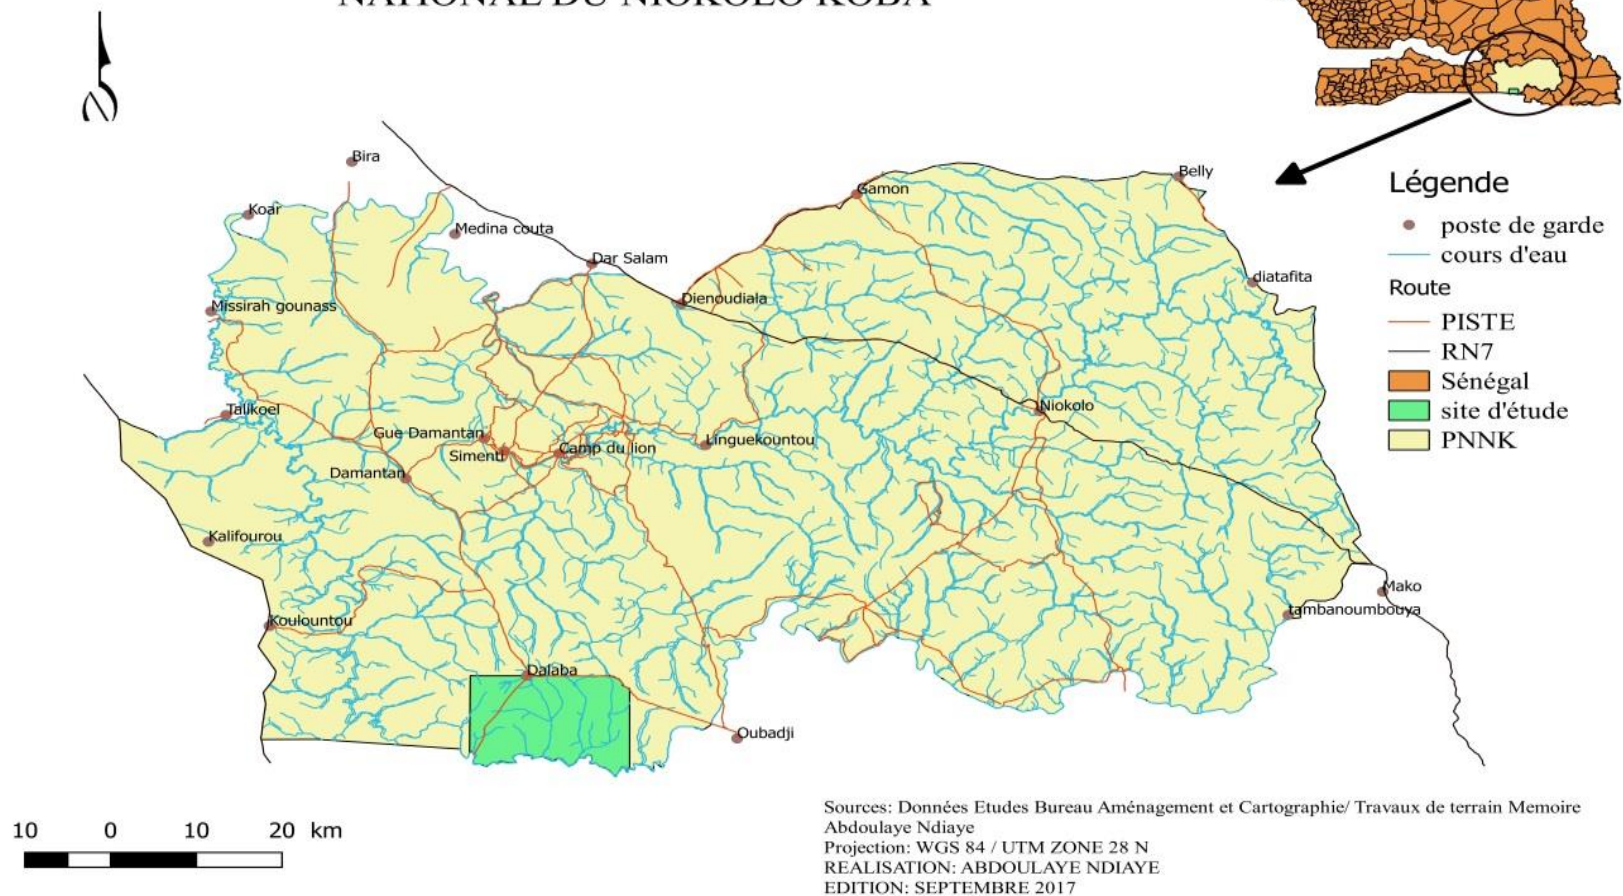 NATIONAL DU NIOKOLO KOBA
Bira
Belly
Gamon
Koar
Medina couta
Dar Salam
diatafita
Dienoudiala
Missirah gounass
Niokolo
Talikoel
Gue Damantan
Linguekountou
Simenti
Camp du lion
Damantan
Kalifourou
Mako
tambanoumbouya
Koulountou
Dalaba
Oubadji
Légende
poste de garde
cours d'eau
Route
PISTE
RN7
Sénégal
site d'étude
PNNK
10 0 10 20 km
Sources: Données Etudes Bureau Aménagement et Cartographie/ Travaux de terrain Memoire
Abdoulaye Ndiaye
Projection: WGS 84 / UTM ZONE 28 N
REALISATION: ABDOULAYE NDIAYE
EDITION: SEPTEMBRE 2017